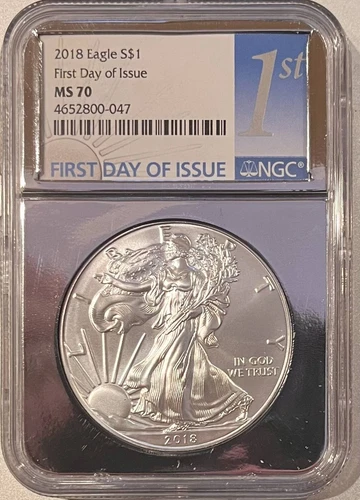 2018 Eagle S$1
First Day of Issue
MS 70
4652800-047
1st
FIRST DAY OF ISSUE NGC®
LIBERTY
IN GOD
WE TRUST
2018